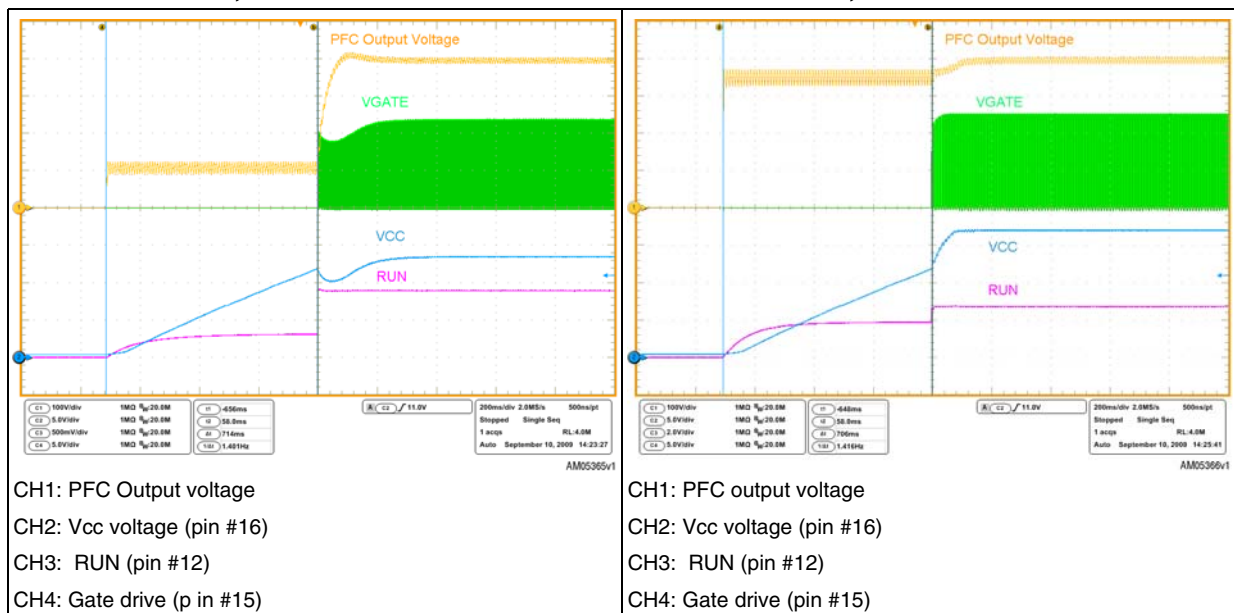 PFC Output Voltage
VGATE
VCC
RUN
C1 100V/div 1MΩ BW:20.0M
C2 5.0V/div 1MΩ BW:20.0M
C3 500mV/div 1MΩ BW:20.0M
C4 5.0V/div 1MΩ BW:20.0M
t1 -656ms
t2 58.0ms
Δt 714ms
1/Δt 1.401Hz
A C2 11.0V
200ms/div 2.0MS/s 500ns/pt
Stopped Single Seq
1 acqs RL:4.0M
Auto September 10, 2009 14:23:27
AM05365v1
CH1: PFC Output voltage
CH2: Vcc voltage (pin #16)
CH3: RUN (pin #12)
CH4: Gate drive (p in #15)
PFC Output Voltage
VGATE
VCC
RUN
C1 100V/div 1MΩ BW:20.0M
C2 5.0V/div 1MΩ BW:20.0M
C3 2.0V/div 1MΩ BW:20.0M
C4 5.0V/div 1MΩ BW:20.0M
t1 -648ms
t2 58.0ms
Δt 706ms
1/Δt 1.416Hz
A C2 11.0V
200ms/div 2.0MS/s 500ns/pt
Stopped Single Seq
1 acqs RL:4.0M
Auto September 10, 2009 14:25:41
AM05366v1
CH1: PFC output voltage
CH2: Vcc voltage (pin #16)
CH3: RUN (pin #12)
CH4: Gate drive (pin #15)